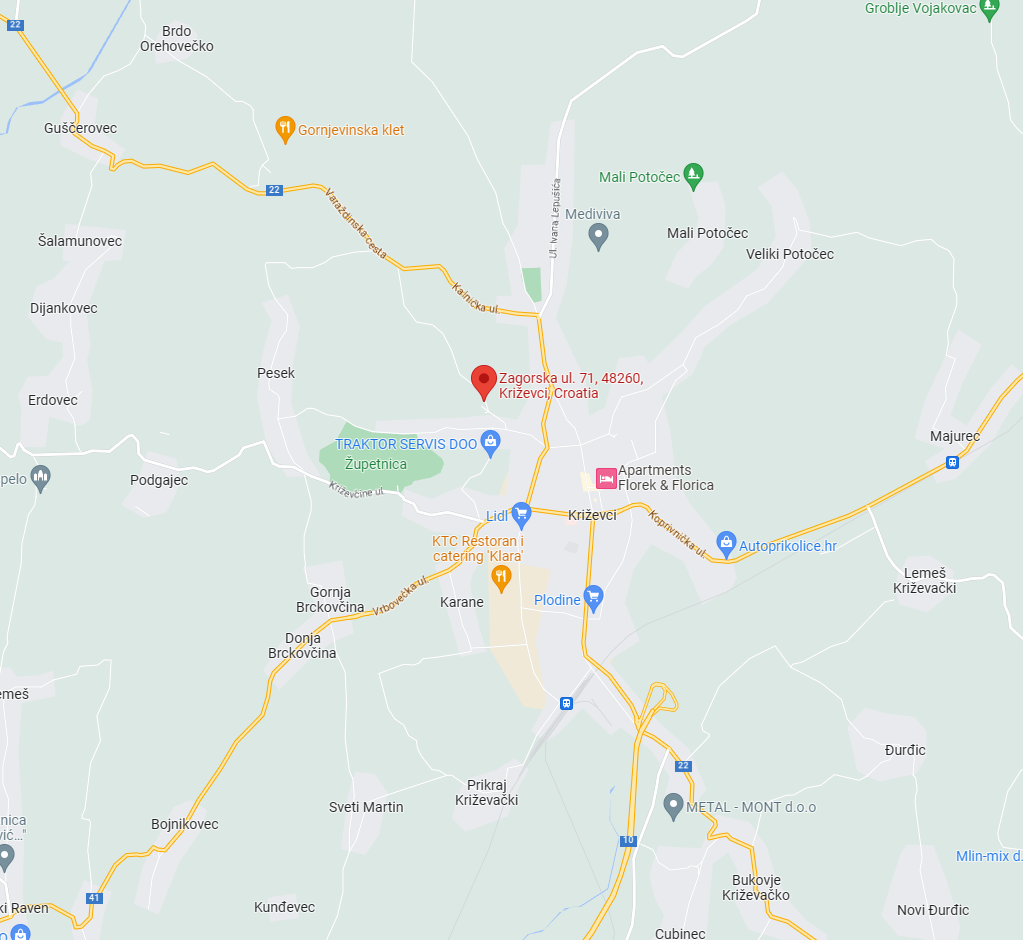 22
Brdo
Orehovečko
Groblje Vojakovac
Guščerovec
Gornjevinska klet
22
Varaždinska cesta
Ul. Ivana Lepušića
Mali Potočec
Mediviva
Mali Potočec
Veliki Potočec
Šalamunovec
Kalnička ul.
Dijankovec
Pesek
Zagorska ul. 71, 48260,
Križevci, Croatia
Erdovec
TRAKTOR SERVIS DOO
Župetnica
Majurec
pelo
Podgajec
Križevčine ul.
Apartments
Florek & Florica
Lidl
Križevci
Koprivnička ul.
KTC Restoran i
catering 'Klara'
Autoprikolice.hr
Vrbovečka ul.
Gornja
Brckovčina
Karane
Plodine
Lemeš
Križevački
Donja
Brckovčina
emeš
Đurđic
22
Prikraj
Križevački
Sveti Martin
METAL - MONT d.o.o
nica
vić..."
Bojnikovec
10
Mlin-mix d.
41
Bukovje
Križevačko
ki Raven
Kunđevec
Novi Đurđic
Cubinec